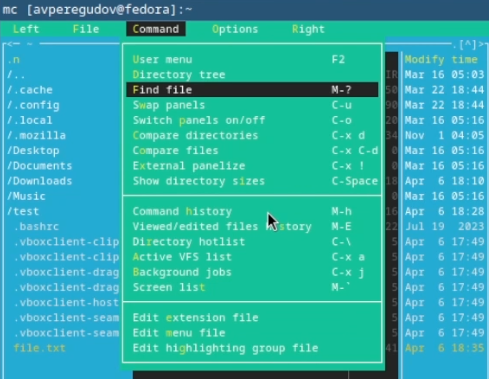 mc [avperegudov@fedora]:~
Left File Command Options Right
<─ ~ .[^]>
.n Modify time
/.. Mar 16 05:03
/.cache Mar 22 18:44
/.config Mar 22 18:44
/.local Mar 16 05:16
/.mozilla Nov 1 04:05
/Desktop Mar 16 05:16
/Documents Mar 16 05:16
/Downloads Apr 6 18:10
/Music Mar 16 05:16
/test Apr 6 18:28
.bashrc Jul 19 2023
.vboxclient-clip Apr 6 17:49
.vboxclient-clip Apr 6 17:49
.vboxclient-drag Apr 6 17:49
.vboxclient-drag Apr 6 17:49
.vboxclient-host Apr 6 17:49
.vboxclient-seam Apr 6 17:49
.vboxclient-seam Apr 6 17:49
file.txt Apr 6 18:35
User menu F2
Directory tree
Find file M-?
Swap panels C-u
Switch panels on/off C-o
Compare directories C-x d
Compare files C-x C-d
External panelize C-x !
Show directory sizes C-Space
Command history M-h
Viewed/edited files history M-E
Directory hotlist C-\
Active VFS list C-x a
Background jobs C-x j
Screen list M-`
Edit extension file
Edit menu file
Edit highlighting group file